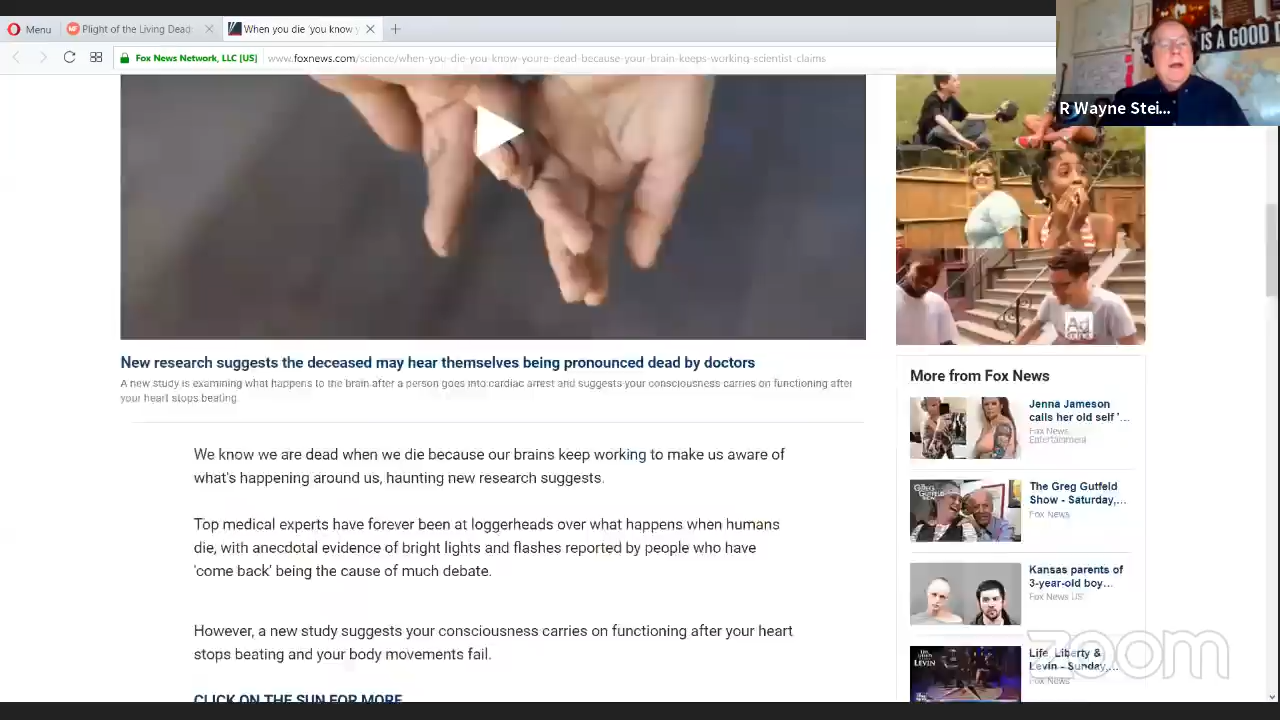 Menu
Plight of the Living Dead
When you die 'you know y
Fox News Network, LLC [US]
www.foxnews.com/science/when-you-die-you-know-youre-dead-because-your-brain-keeps-working-scientist-claims
IS A GOOD D
R Wayne Stei...
Ad
New research suggests the deceased may hear themselves being pronounced dead by doctors
A new study is examining what happens to the brain after a person goes into cardiac arrest and suggests your consciousness carries on functioning after
your heart stops beating
We know we are dead when we die because our brains keep working to make us aware of
what's happening around us, haunting new research suggests.
Top medical experts have forever been at loggerheads over what happens when humans
die, with anecdotal evidence of bright lights and flashes reported by people who have
'come back' being the cause of much debate.
However, a new study suggests your consciousness carries on functioning after your heart
stops beating and your body movements fail.
CLICK ON THE SUN FOR MORE
More from Fox News
Jenna Jameson
calls her old self '...
Fox News
Entertainment
The Greg Gutfeld
Show - Saturday,...
Fox News
Kansas parents of
3-year-old boy...
Fox News US
Life, Liberty &
Levin - Sunday,...
Fox News
LEVIN
zoom